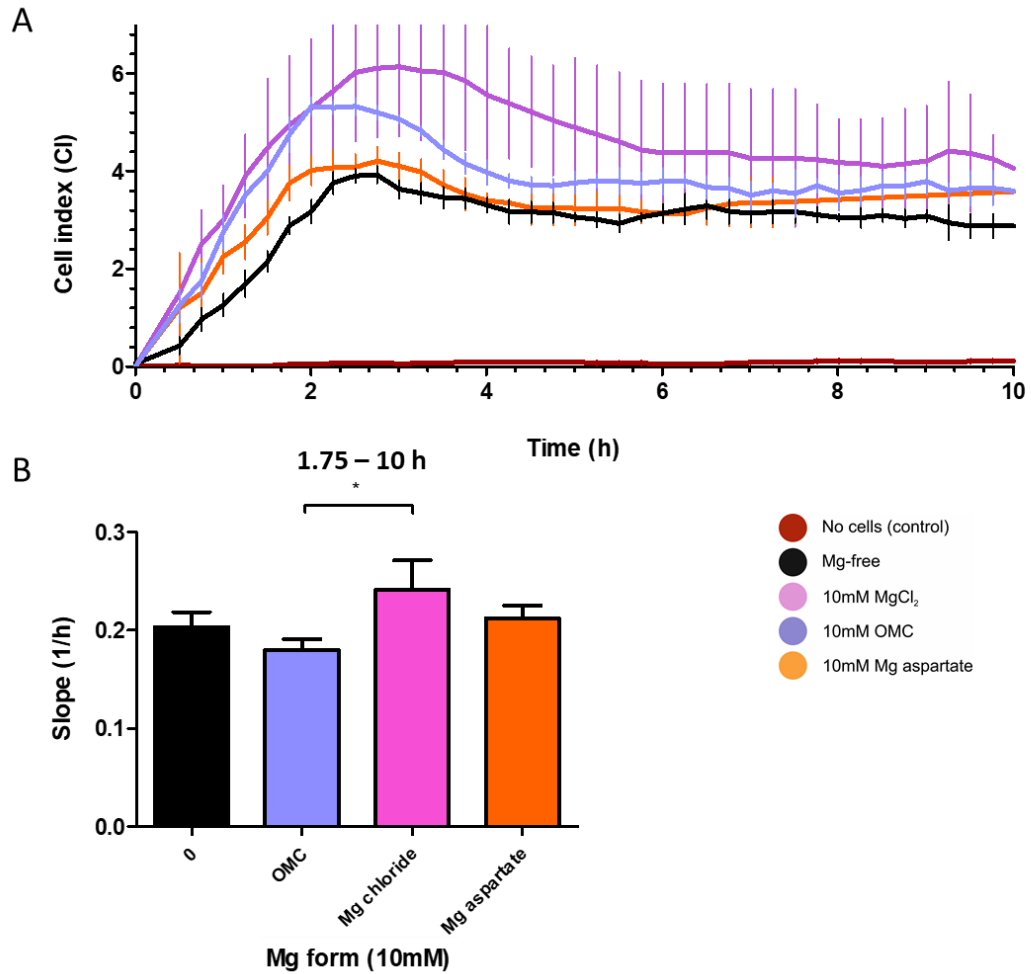 A
Cell index (CI)
6
4
2
0
0 2 4 6 8 10
Time (h)
B
1.75 – 10 h
*
Slope (1/h)
0.3
0.2
0.1
0.0
0
OMC
Mg chloride
Mg aspartate
Mg form (10mM)
No cells (control)
Mg-free
10mM MgCl₂
10mM OMC
10mM Mg aspartate